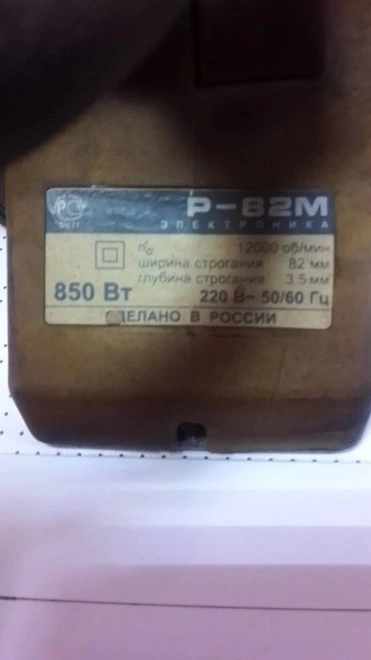 Р-82М
ЭЛЕКТРОНИКА
n₀ 12000 об/мин
ширина строгания 82 мм
глубина строгания 3.5 мм
850 Вт 220 В~ 50/60 Гц
СДЕЛАНО В РОССИИ